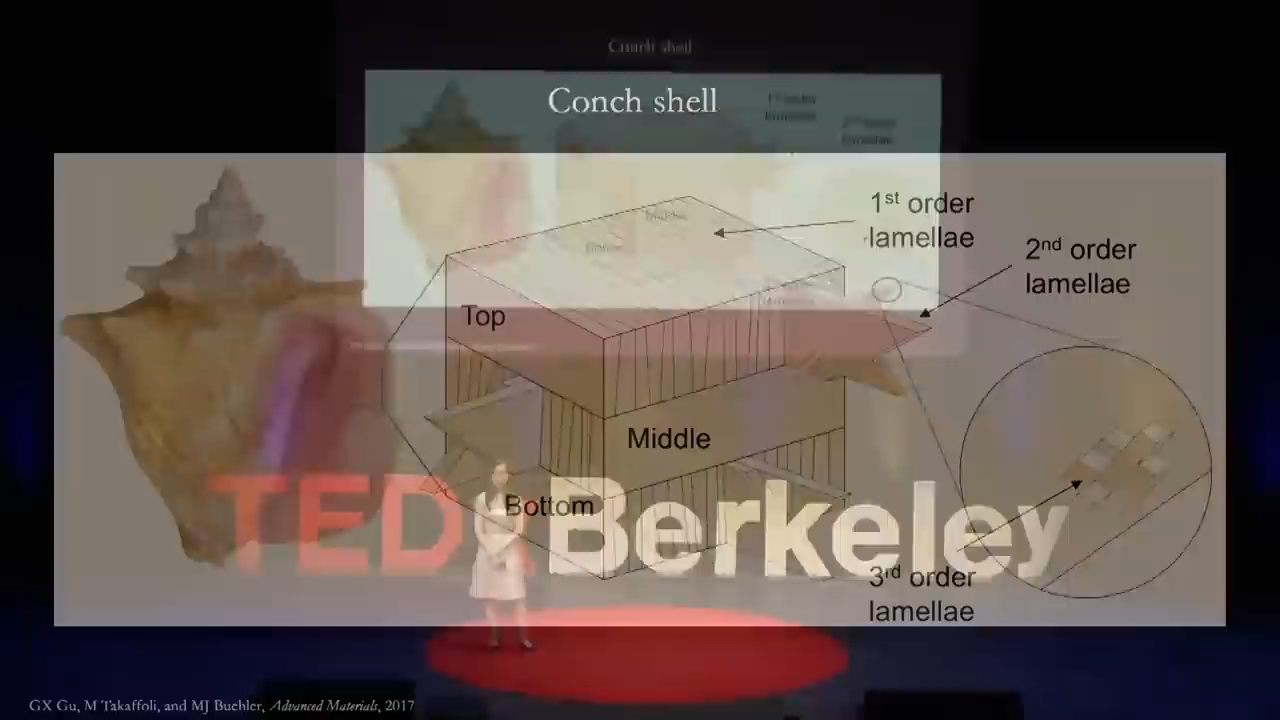 Conch shell
Conch shell
1st order
lamellae
2nd order
lamellae
Top
Middle
Bottom
3rd order
lamellae
TEDxBerkeley
GX Gu, M Takaffoli, and MJ Buehler, Advanced Materials, 2017